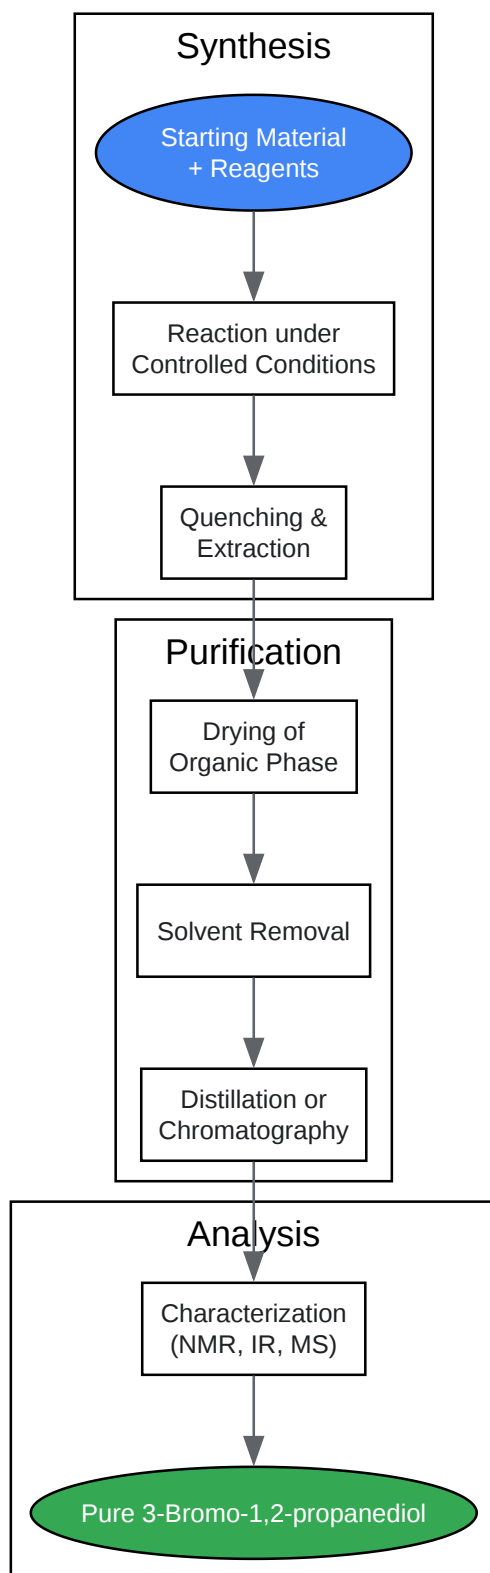 Synthesis
Starting Material
+ Reagents
Reaction under
Controlled Conditions
Quenching &
Extraction
Purification
Drying of
Organic Phase
Solvent Removal
Distillation or
Chromatography
Analysis
Characterization
(NMR, IR, MS)
Pure 3-Bromo-1,2-propanediol